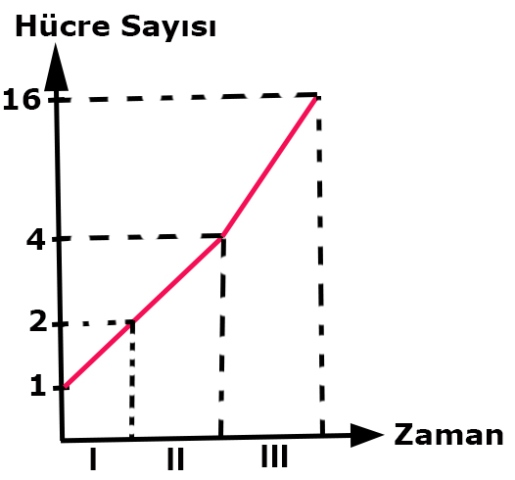 Hücre Sayısı
16
4
2
1
Zaman
I II III